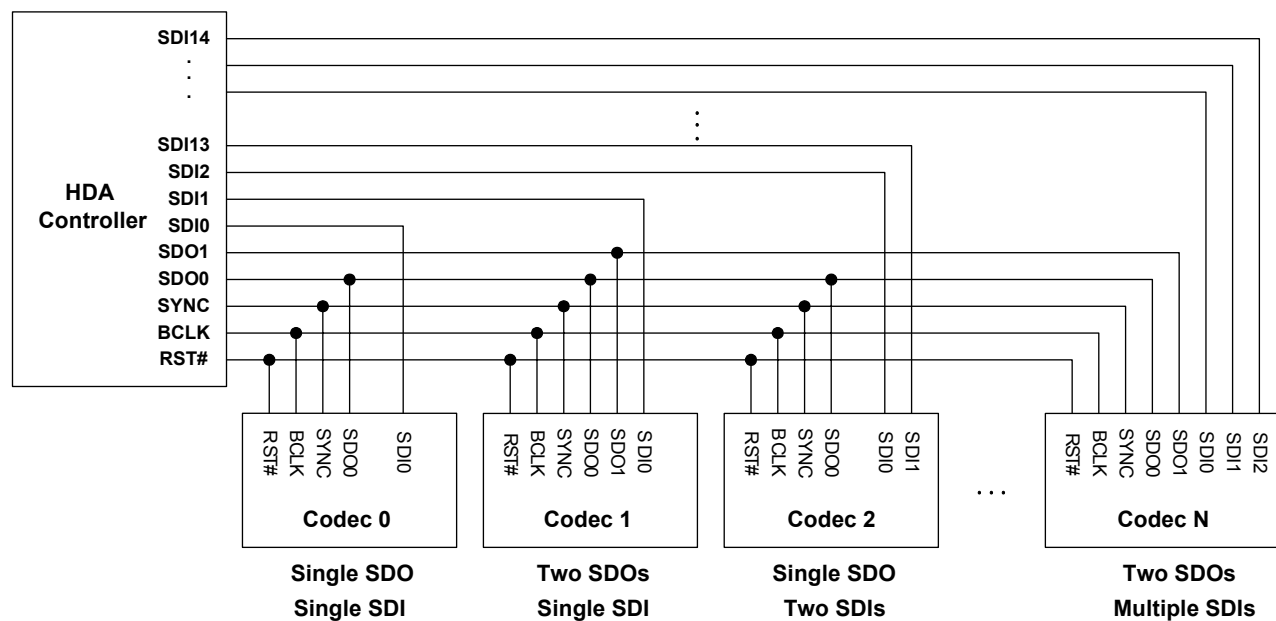 SDI14
.
.
.
SDI13
SDI2
SDI1
SDI0
SDO1
SDO0
SYNC
BCLK
RST#
HDA
Controller
RST#
BCLK
SYNC
SDO0
SDI0
Codec 0
Single SDO
Single SDI
RST#
BCLK
SYNC
SDO0
SDO1
SDI0
Codec 1
Two SDOs
Single SDI
RST#
BCLK
SYNC
SDO0
SDI0
SDI1
Codec 2
Single SDO
Two SDIs
. . .
RST#
BCLK
SYNC
SDO0
SDO1
SDI0
SDI1
SDI2
Codec N
Two SDOs
Multiple SDIs